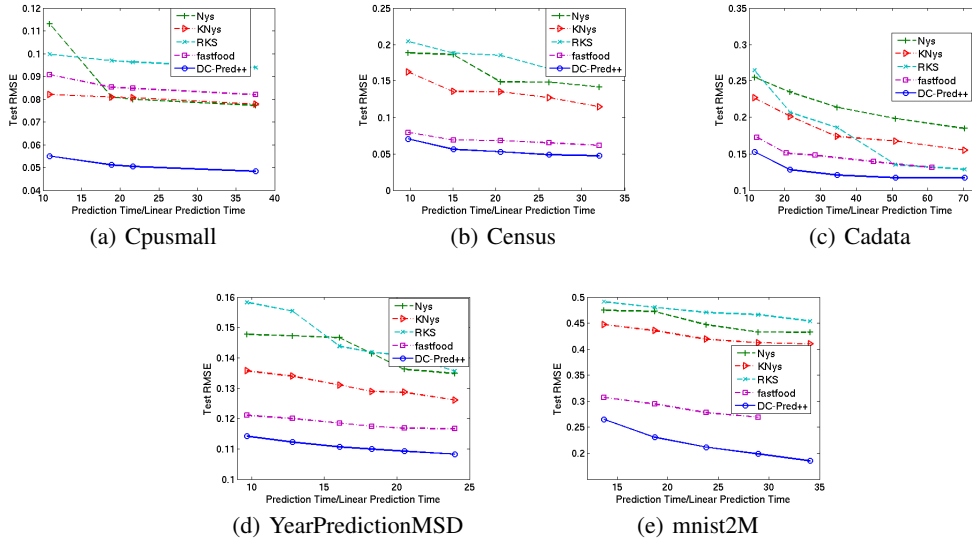 0.12
0.11
0.1
0.09
0.08
0.07
0.06
0.05
0.04
Test RMSE
10 15 20 25 30 35 40
Prediction Time/Linear Prediction Time
Nys
KNys
RKS
fastfood
DC-Pred++
(a) Cpusmall
0.25
0.2
0.15
0.1
0.05
0
Test RMSE
10 15 20 25 30 35
Prediction Time/Linear Prediction Time
Nys
KNys
RKS
fastfood
DC-Pred++
(b) Census
0.35
0.3
0.25
0.2
0.15
0.1
Test RMSE
10 20 30 40 50 60 70
Prediction Time/Linear Prediction Time
Nys
KNys
RKS
fastfood
DC-Pred++
(c) Cadata
0.16
0.15
0.14
0.13
0.12
0.11
0.1
Test RMSE
10 15 20 25
Prediction Time/Linear Prediction Time
Nys
KNys
RKS
fastfood
DC-Pred++
(d) YearPredictionMSD
0.5
0.45
0.4
0.35
0.3
0.25
0.2
Test RMSE
15 20 25 30 35
Prediction Time/Linear Prediction Time
Nys
KNys
RKS
fastfood
DC-Pred++
(e) mnist2M